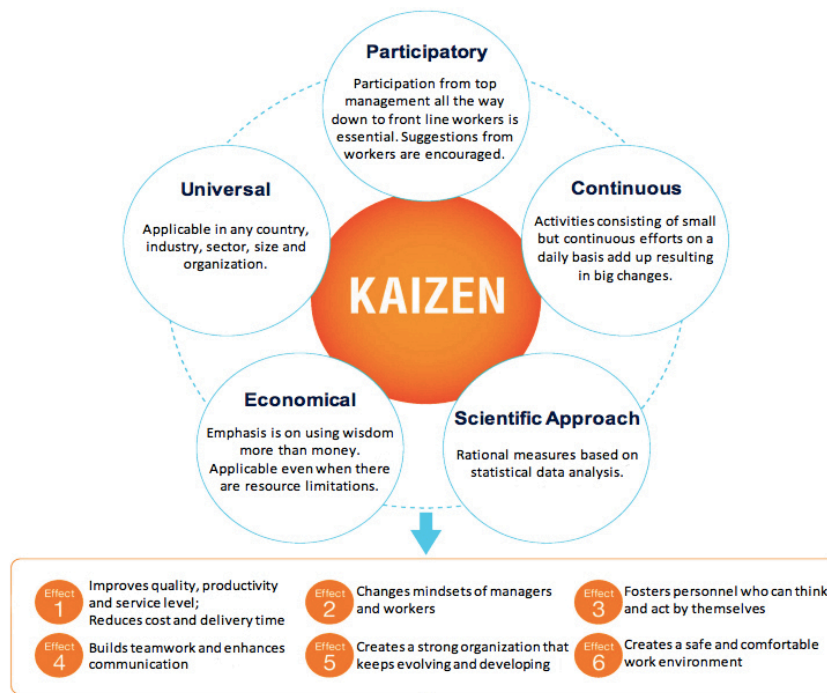 Participatory
Participation from top
management all the way
down to front line workers is
essential. Suggestions from
workers are encouraged.
Universal
Applicable in any country,
industry, sector, size and
organization.
Continuous
Activities consisting of small
but continuous efforts on a
daily basis add up resulting
in big changes.
KAIZEN
Economical
Emphasis is on using wisdom
more than money.
Applicable even when there
are resource limitations.
Scientific Approach
Rational measures based on
statistical data analysis.
Effect
1
Improves quality, productivity
and service level;
Reduces cost and delivery time
Effect
2
Changes mindsets of managers
and workers
Effect
3
Fosters personnel who can think
and act by themselves
Effect
4
Builds teamwork and enhances
communication
Effect
5
Creates a strong organization that
keeps evolving and developing
Effect
6
Creates a safe and comfortable
work environment